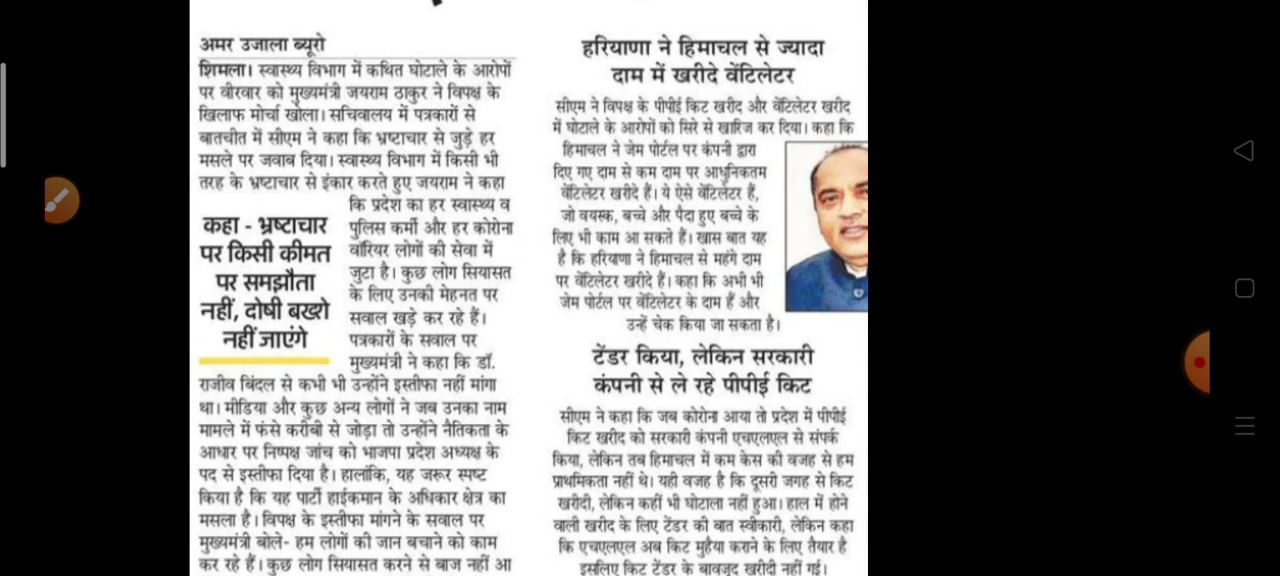 अमर उजाला ब्यूरो
शिमला। स्वास्थ्य विभाग में कथित घोटाले के आरोपों
पर वीरवार को मुख्यमंत्री जयराम ठाकुर ने विपक्ष के
खिलाफ मोर्चा खोला। सचिवालय में पत्रकारों से
बातचीत में सीएम ने कहा कि भ्रष्टाचार से जुड़े हर
मसले पर जवाब दिया। स्वास्थ्य विभाग में किसी भी
तरह के भ्रष्टाचार से इंकार करते हुए जयराम ने कहा
कि प्रदेश का हर स्वास्थ्य व
पुलिस कर्मी और हर कोरोना
वॉरियर लोगों की सेवा में
जुटा है। कुछ लोग सियासत
के लिए उनकी मेहनत पर
सवाल खड़े कर रहे हैं।
पत्रकारों के सवाल पर
मुख्यमंत्री ने कहा कि डॉ.
कहा - भ्रष्टाचार
पर किसी कीमत
पर समझौता
नहीं, दोषी बख्शे
नहीं जाएंगे
राजीव बिंदल से कभी भी उन्होंने इस्तीफा नहीं मांगा
था। मीडिया और कुछ अन्य लोगों ने जब उनका नाम
मामले में फंसे करीबी से जोड़ा तो उन्होंने नैतिकता के
आधार पर निष्पक्ष जांच को भाजपा प्रदेश अध्यक्ष के
पद से इस्तीफा दिया है। हालांकि, यह जरूर स्पष्ट
किया है कि यह पार्टी हाईकमान के अधिकार क्षेत्र का
मसला है। विपक्ष के इस्तीफा मांगने के सवाल पर
मुख्यमंत्री बोले- हम लोगों की जान बचाने को काम
कर रहे हैं। कुछ लोग सियासत करने से बाज नहीं आ
हरियाणा ने हिमाचल से ज्यादा
दाम में खरीदे वेंटिलेटर
सीएम ने विपक्ष के पीपीई किट खरीद और वेंटिलेटर खरीद
में घोटाले के आरोपों को सिरे से खारिज कर दिया। कहा कि
हिमाचल ने जेम पोर्टल पर कंपनी द्वारा
दिए गए दाम से कम दाम पर आधुनिकतम
वेंटिलेटर खरीदे हैं। ये ऐसे वेंटिलेटर हैं,
जो वयस्क, बच्चे और पैदा हुए बच्चे के
लिए भी काम आ सकते हैं। खास बात यह
है कि हरियाणा ने हिमाचल से महंगे दाम
पर वेंटिलेटर खरीदे हैं। कहा कि अभी भी
जेम पोर्टल पर वेंटिलेटर के दाम हैं और
उन्हें चेक किया जा सकता है।
टेंडर किया, लेकिन सरकारी
कंपनी से ले रहे पीपीई किट
सीएम ने कहा कि जब कोरोना आया तो प्रदेश में पीपीई
किट खरीद को सरकारी कंपनी एचएलएल से संपर्क
किया, लेकिन तब हिमाचल में कम केस की वजह से हम
प्राथमिकता नहीं थे। यही वजह है कि दूसरी जगह से किट
खरीदी, लेकिन कहीं भी घोटाला नहीं हुआ। हाल में होने
वाली खरीद के लिए टेंडर की बात स्वीकारी, लेकिन कहा
कि एचएलएल अब किट मुहैया कराने के लिए तैयार है
इसलिए किट टेंडर के बावजूद खरीदी नहीं गई।